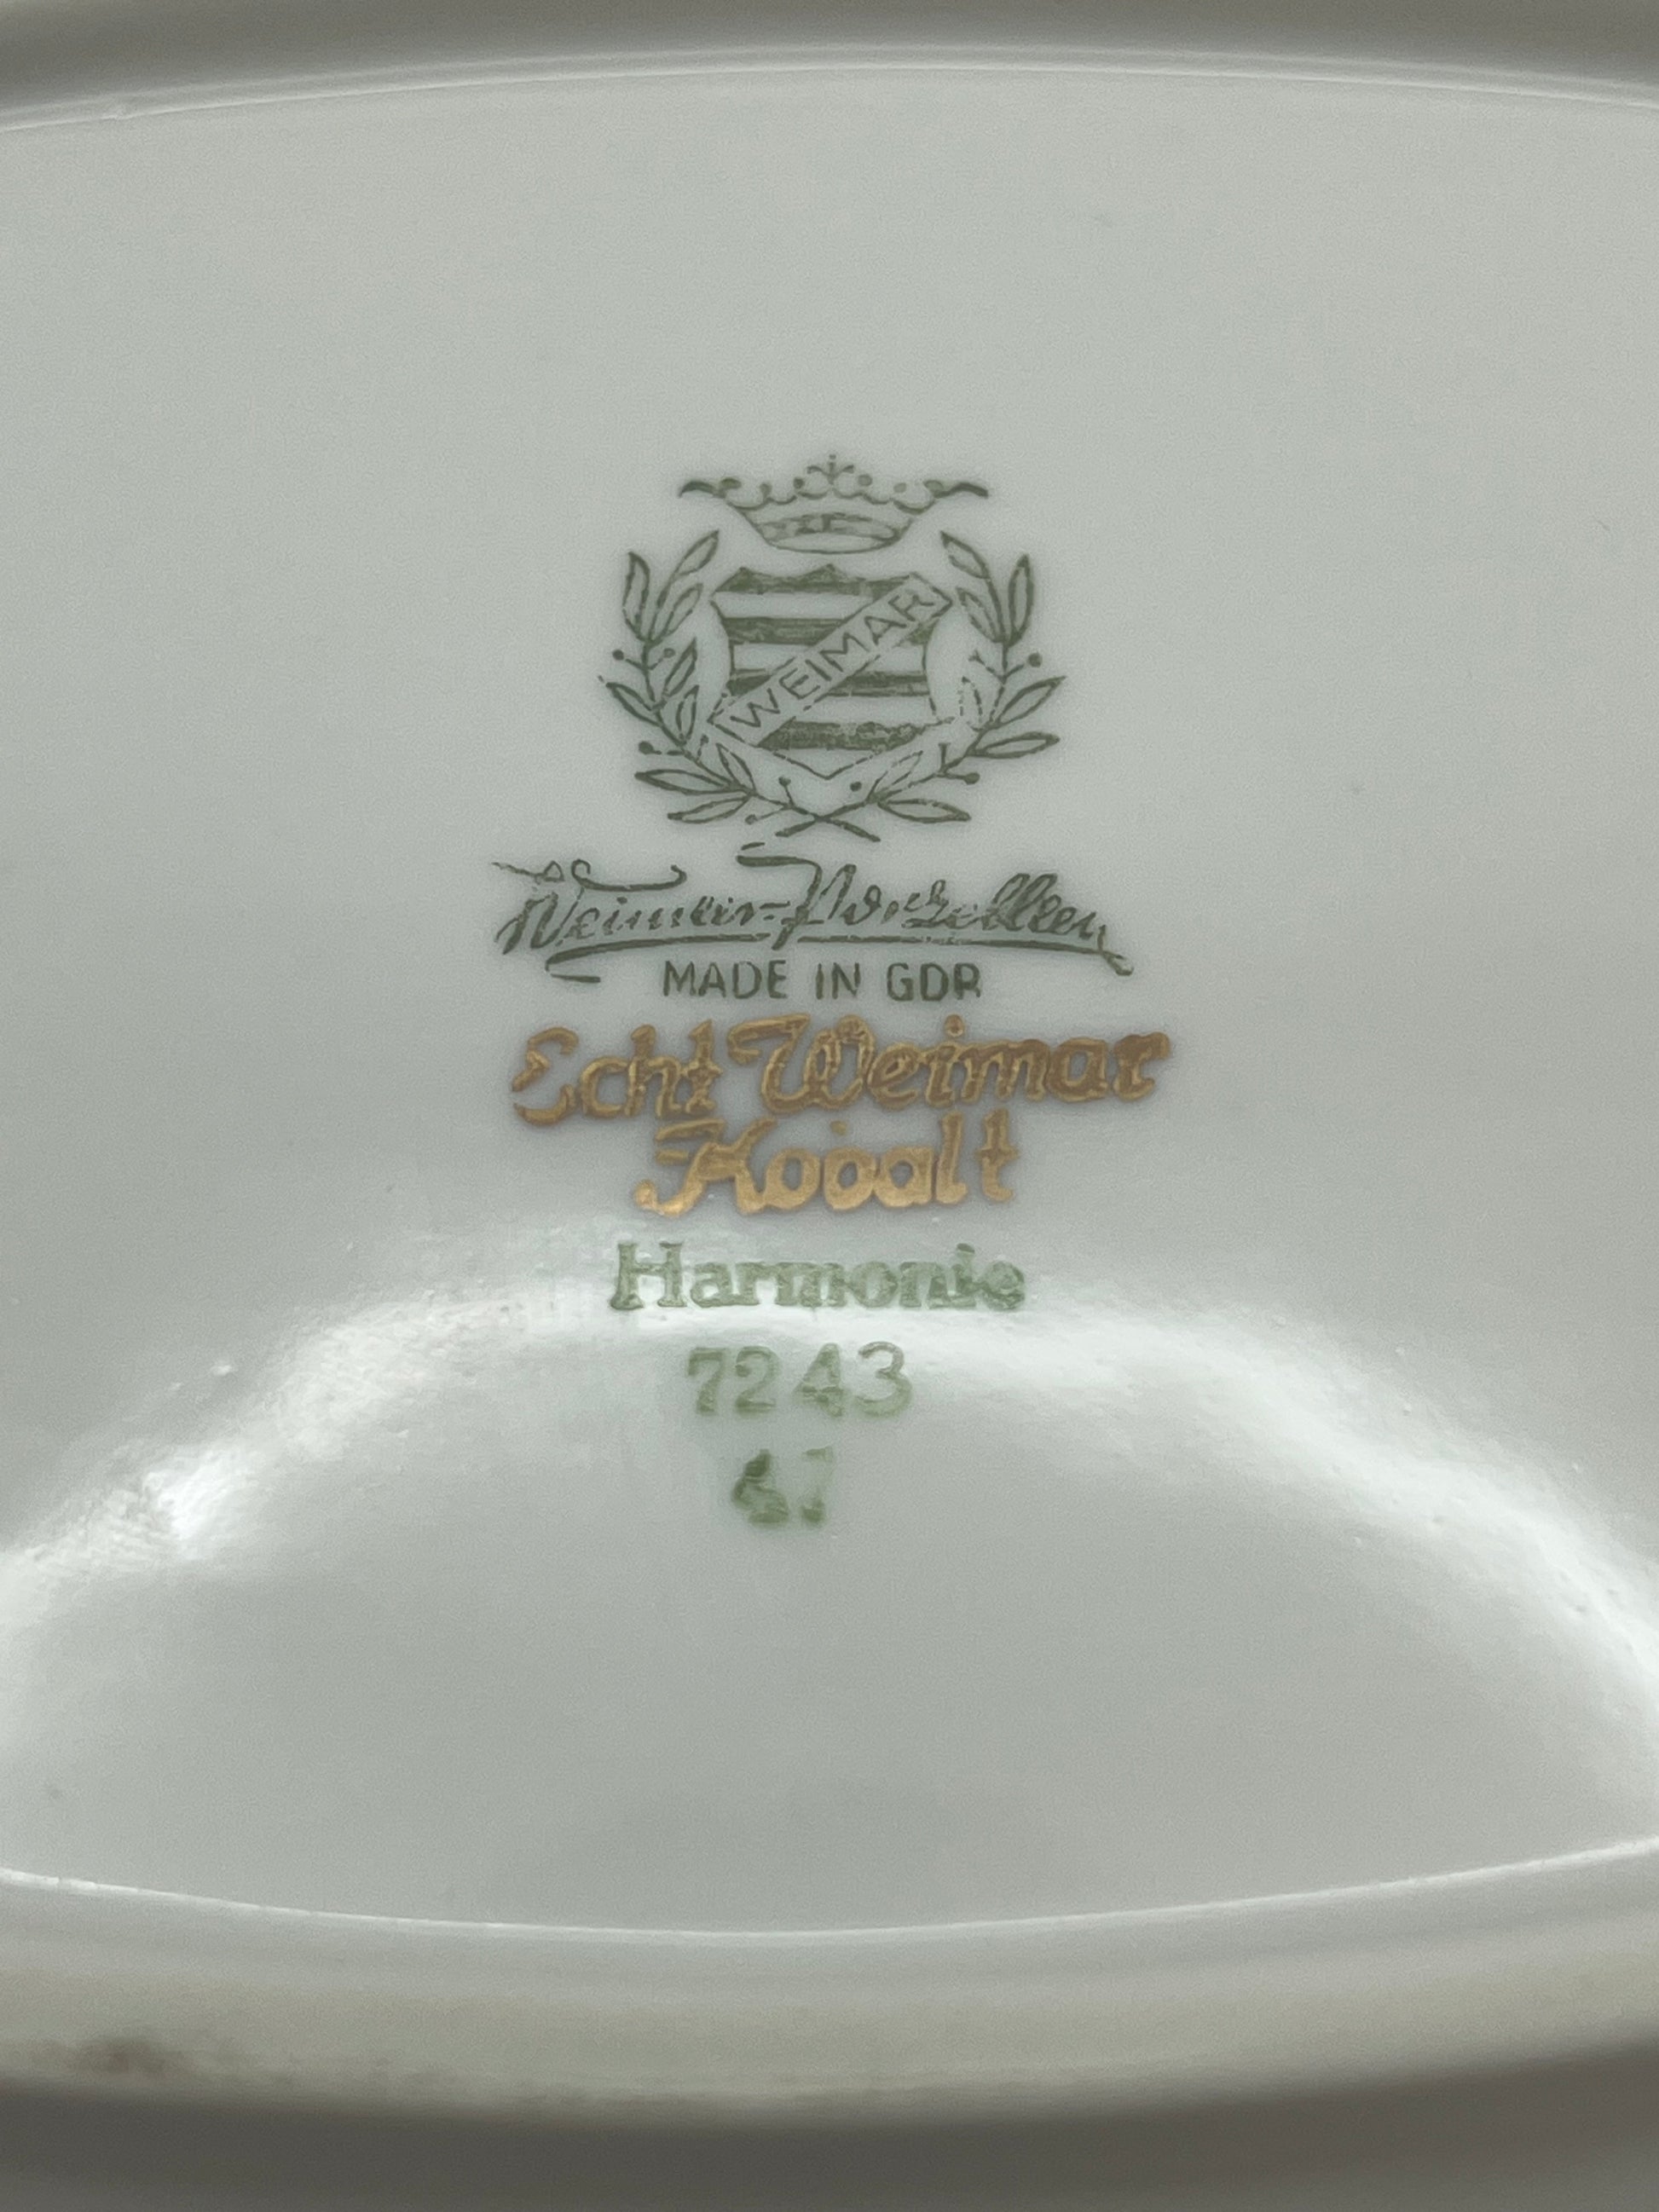 WEIMAR
Weimar-Porzellan
MADE IN GDR
Echt Weimar
Kobalt
Harmonie
7243